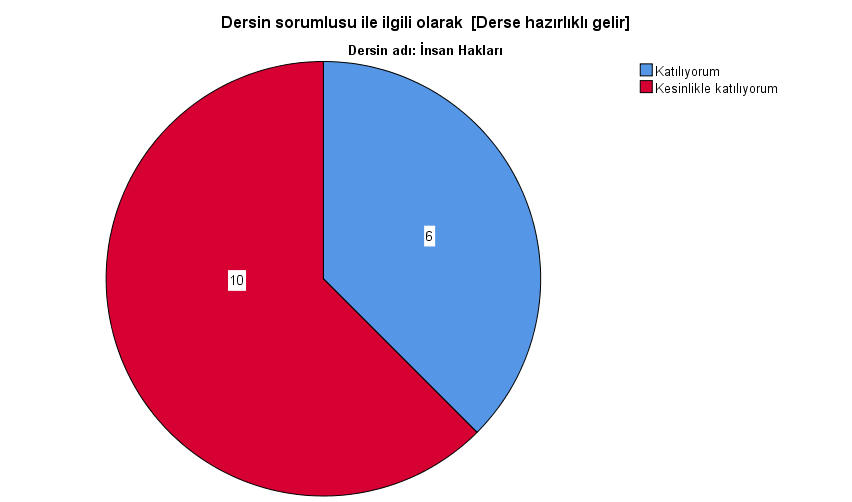 Dersin sorumlusu ile ilgili olarak [Derse hazırlıklı gelir]
Dersin adı: İnsan Hakları
Katılıyorum
Kesinlikle katılıyorum
6
10